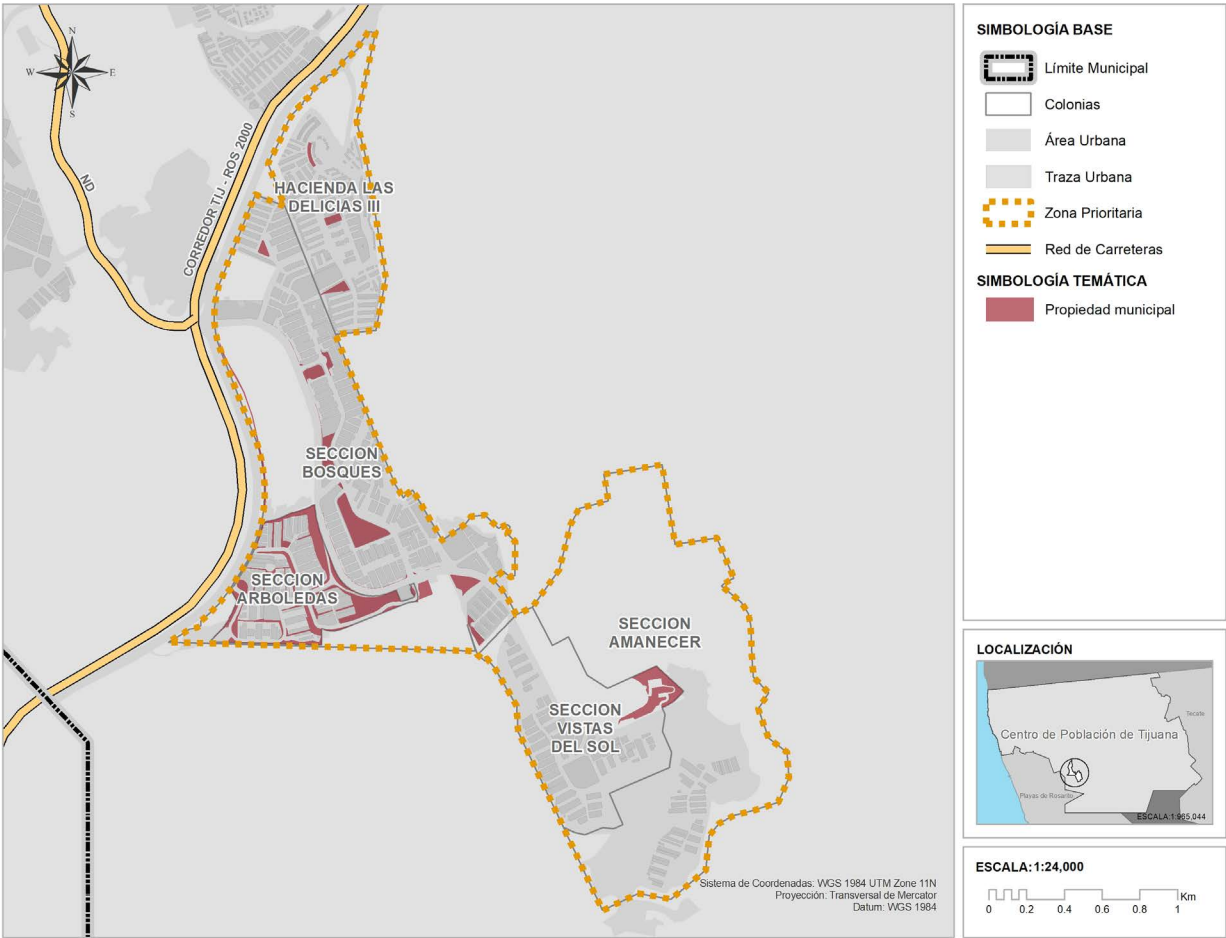 N
W
E
S
ND
CORREDOR TIJ - ROS 2000
HACIENDA LAS
DELICIAS III
SECCION
BOSQUES
SECCION
ARBOLEDAS
SECCION
AMANECER
SECCION
VISTAS
DEL SOL
Sistema de Coordenadas: WGS 1984 UTM Zone 11N
Proyección: Transversal de Mercator
Datum: WGS 1984
SIMBOLOGÍA BASE
Límite Municipal
Colonias
Área Urbana
Traza Urbana
Zona Prioritaria
Red de Carreteras
SIMBOLOGÍA TEMÁTICA
Propiedad municipal
LOCALIZACIÓN
Tecate
Centro de Población de Tijuana
Playas de Rosarito
ESCALA:1:965,044
ESCALA:1:24,000
Km
0 0.2 0.4 0.6 0.8 1